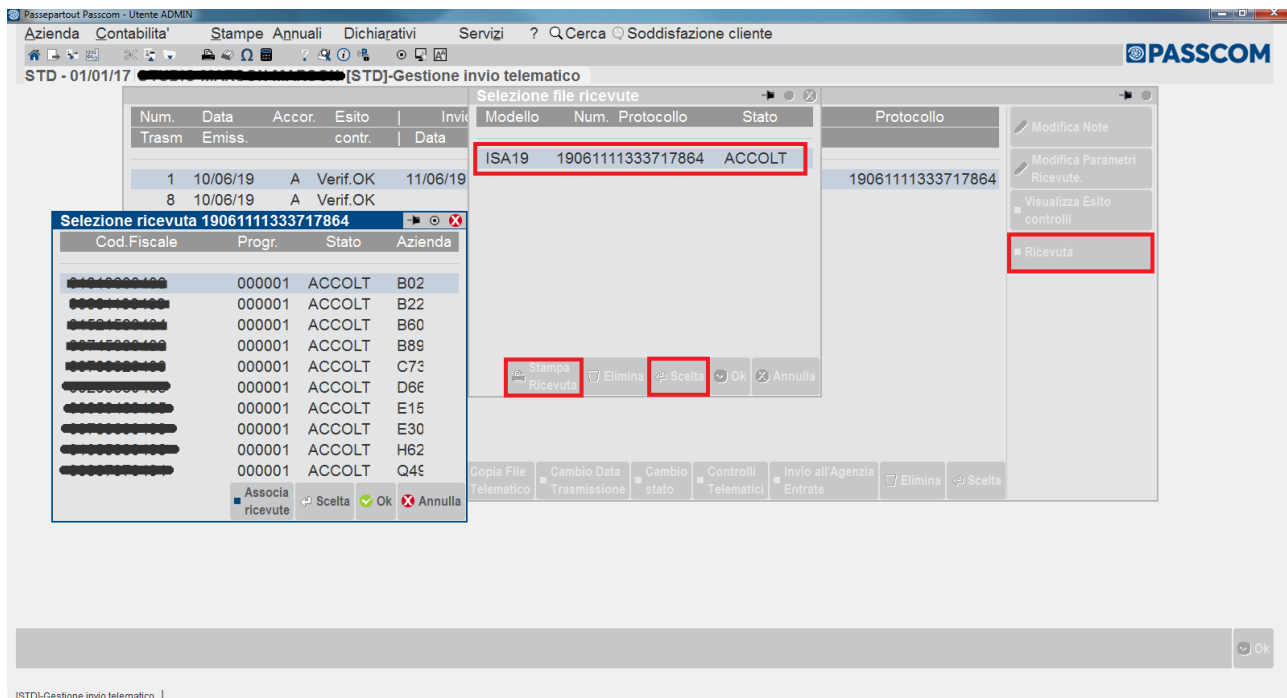 Passepartout Passcom - Utente ADMIN
Azienda Contabilita' Stampe Annuali Dichiarativi Servizi ? Cerca Soddisfazione cliente
PASSCOM
STD - 01/01/17 [STD]-Gestione invio telematico
Selezione file ricevute
Num. Data Accor. Esito | Invio
Trasm Emiss. contr. | Data
Modello Num. Protocollo Stato
Protocollo
ISA19 19061111333717864 ACCOLT
1 10/06/19 A Verif.OK 11/06/19 19061111333717864
8 10/06/19 A Verif.OK
Modifica Note
Modifica Parametri
Ricevute.
Visualizza Esito
controlli
Ricevuta
Selezione ricevuta 19061111333717864
Cod.Fiscale Progr. Stato Azienda
000001 ACCOLT B02
000001 ACCOLT B22
000001 ACCOLT B60
000001 ACCOLT B89
000001 ACCOLT C73
000001 ACCOLT D66
000001 ACCOLT E15
000001 ACCOLT E30
000001 ACCOLT H62
000001 ACCOLT Q49
Associa
ricevute
Scelta Ok Annulla
Stampa
Ricevuta
Elimina Scelta Ok Annulla
Copia File
Telematico
Cambio Data
Trasmissione
Cambio
stato
Controlli
Telematici
Invio all'Agenzia
Entrate
Elimina Scelta
Ok
[STD]-Gestione invio telematico